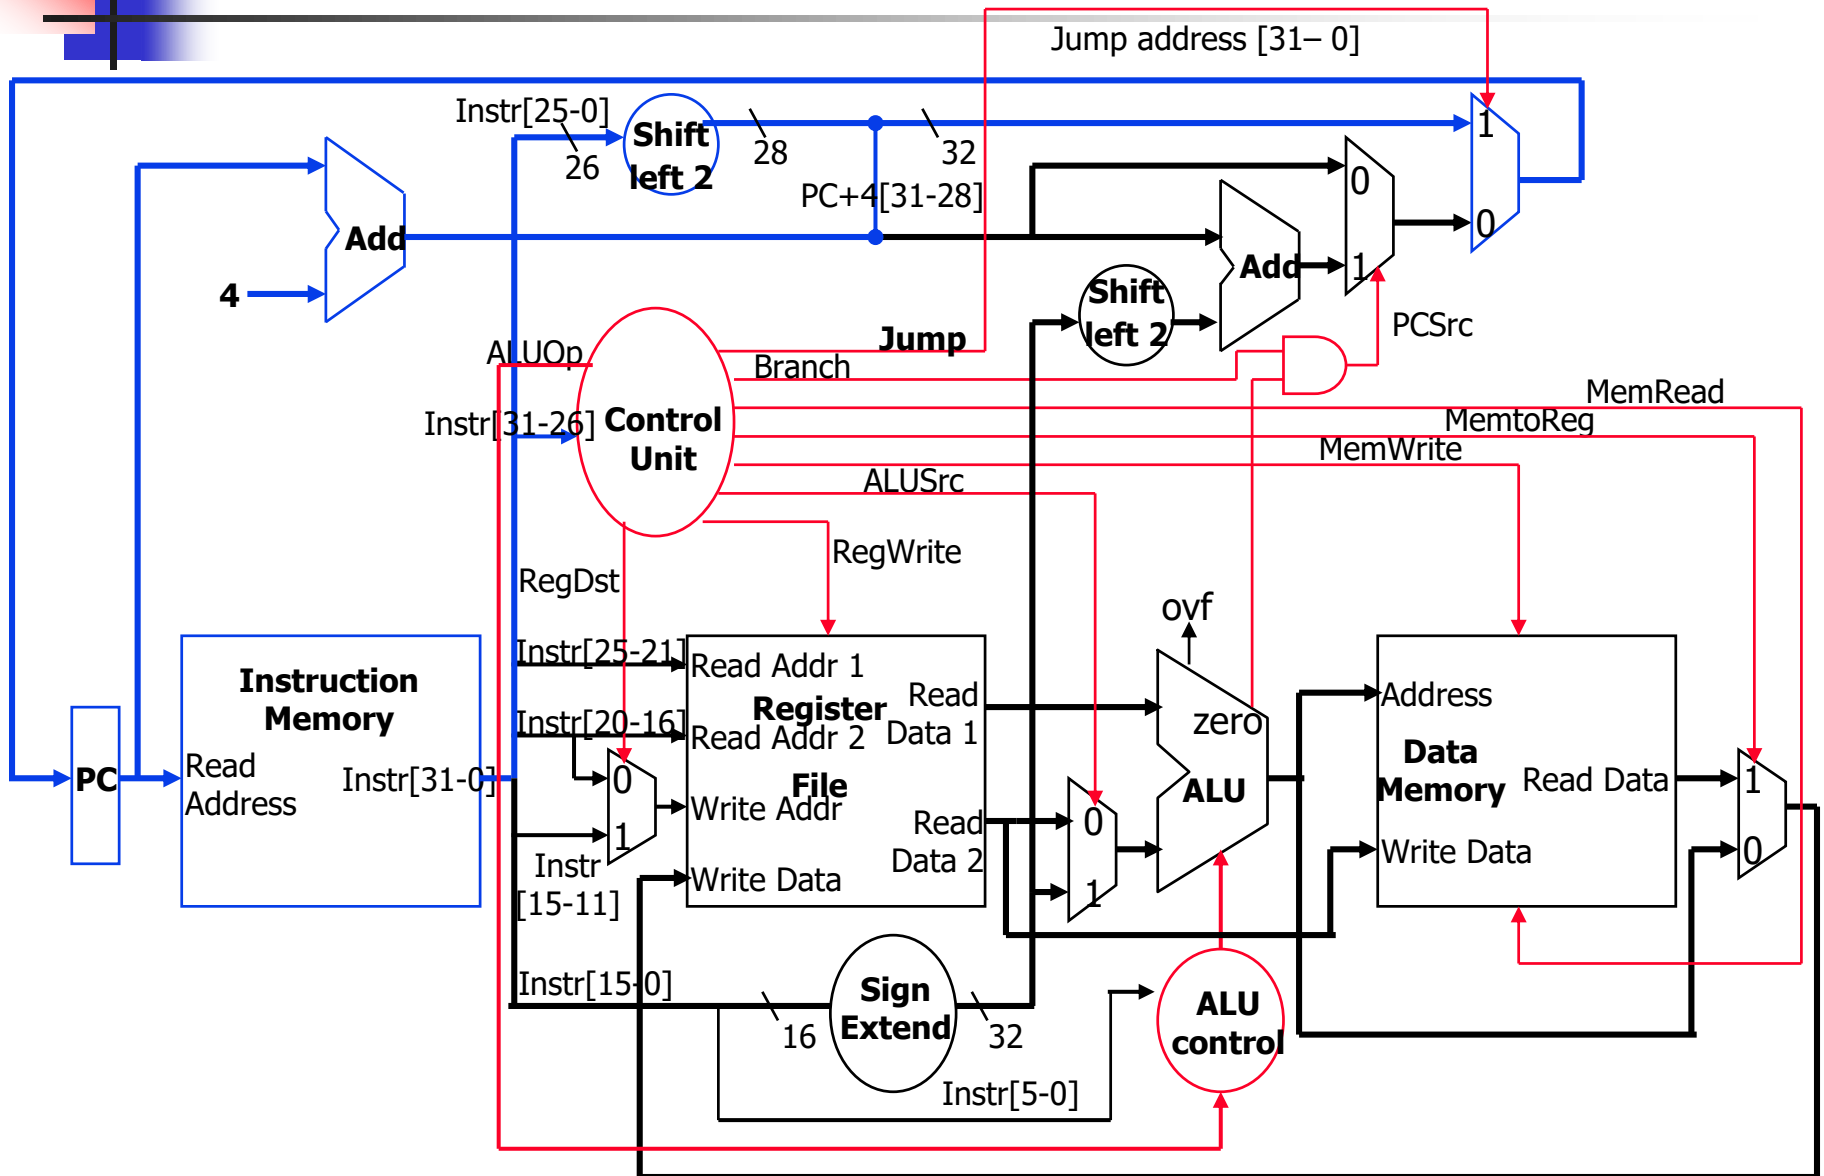 Jump address [31– 0]
Instr[25-0]
Shift
left 2
26
28
32
PC+4[31-28]
1
0
0
1
Add
4
Add
Shift
left 2
PCSrc
Jump
ALUOp
Branch
MemRead
MemtoReg
MemWrite
ALUSrc
Instr[31-26]
Control
Unit
RegWrite
RegDst
ovf
Instr[25-21]
Read Addr 1
Instruction
Memory
Register
Read
Data 1
Instr[20-16]
Read Addr 2
zero
Address
PC
Read
Address
Instr[31-0]
0
1
File
Write Addr
Read
Data 2
0
1
ALU
Data
Memory
Read Data
1
0
Instr
[15-11]
Write Data
Write Data
Instr[15-0]
16
Sign
Extend
32
ALU
control
Instr[5-0]